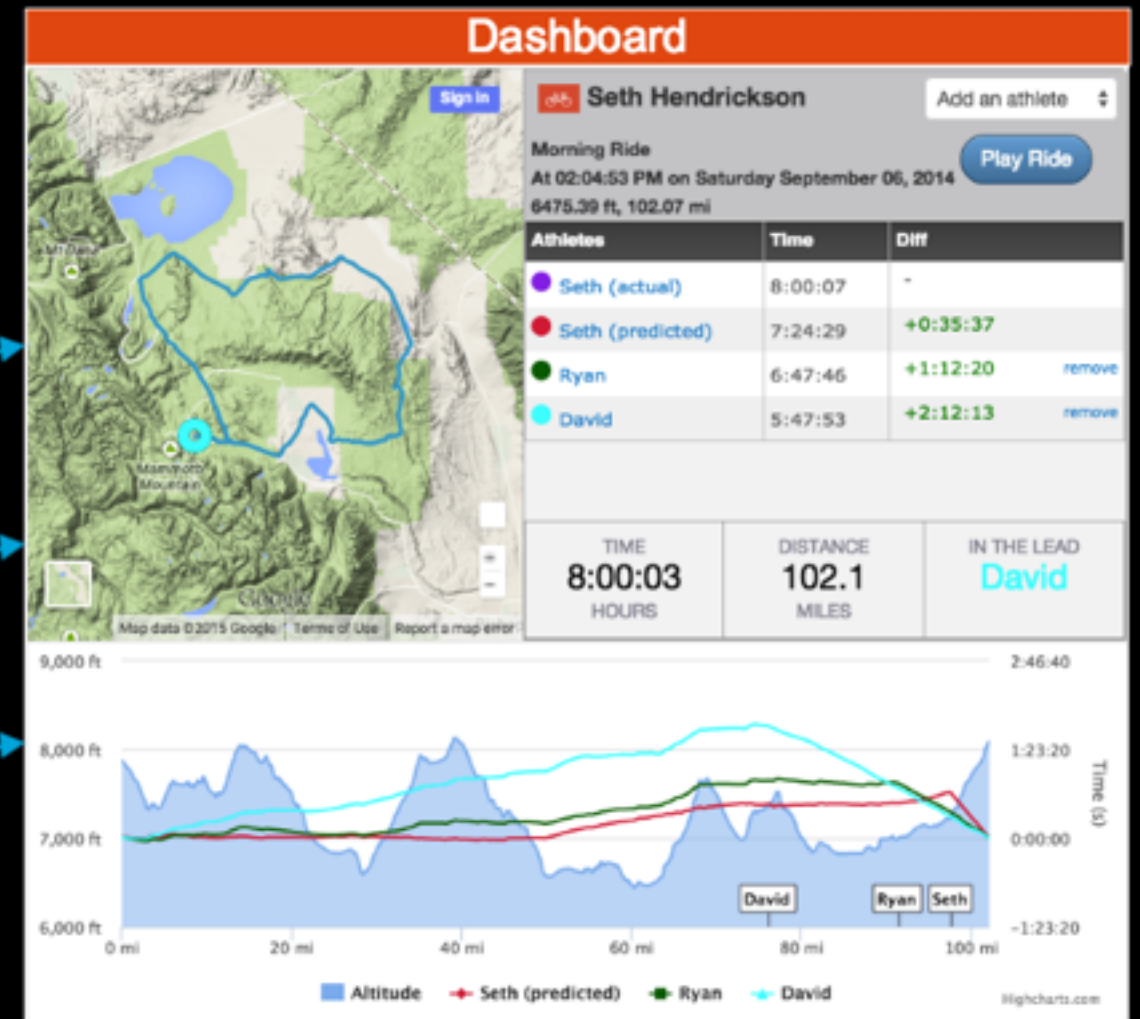 Dashboard
Sign in
Mammoth
Mountain
Google
Map data ©2015 Google
Terms of Use
Report a map error
Seth Hendrickson
Add an athlete
Morning Ride
At 02:04:53 PM on Saturday September 06, 2014
6475.39 ft, 102.07 mi
Play Ride
Athletes Time Diff
Seth (actual) 8:00:07 -
Seth (predicted) 7:24:29 +0:35:37
Ryan 6:47:46 +1:12:20 remove
David 5:47:53 +2:12:13 remove
TIME
8:00:03
HOURS
DISTANCE
102.1
MILES
IN THE LEAD
David
9,000 ft
8,000 ft
7,000 ft
6,000 ft
2:46:40
1:23:20
0:00:00
-1:23:20
Time (s)
David
Ryan
Seth
0 mi 20 mi 40 mi 60 mi 80 mi 100 mi
Altitude Seth (predicted) Ryan David
Highcharts.com